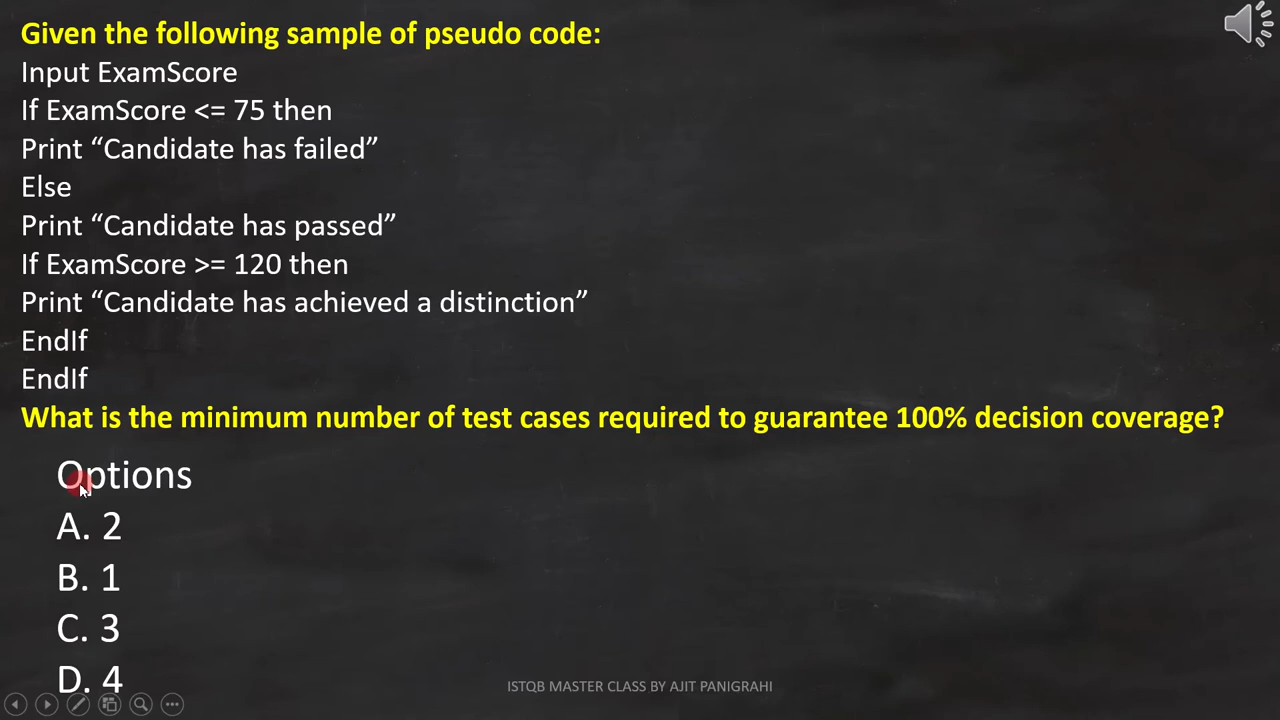 Given the following sample of pseudo code:
Input ExamScore
If ExamScore <= 75 then
Print “Candidate has failed”
Else
Print “Candidate has passed”
If ExamScore >= 120 then
Print “Candidate has achieved a distinction”
EndIf
EndIf
What is the minimum number of test cases required to guarantee 100% decision coverage?
Options
A. 2
B. 1
C. 3
D. 4
ISTQB MASTER CLASS BY AJIT PANIGRAHI